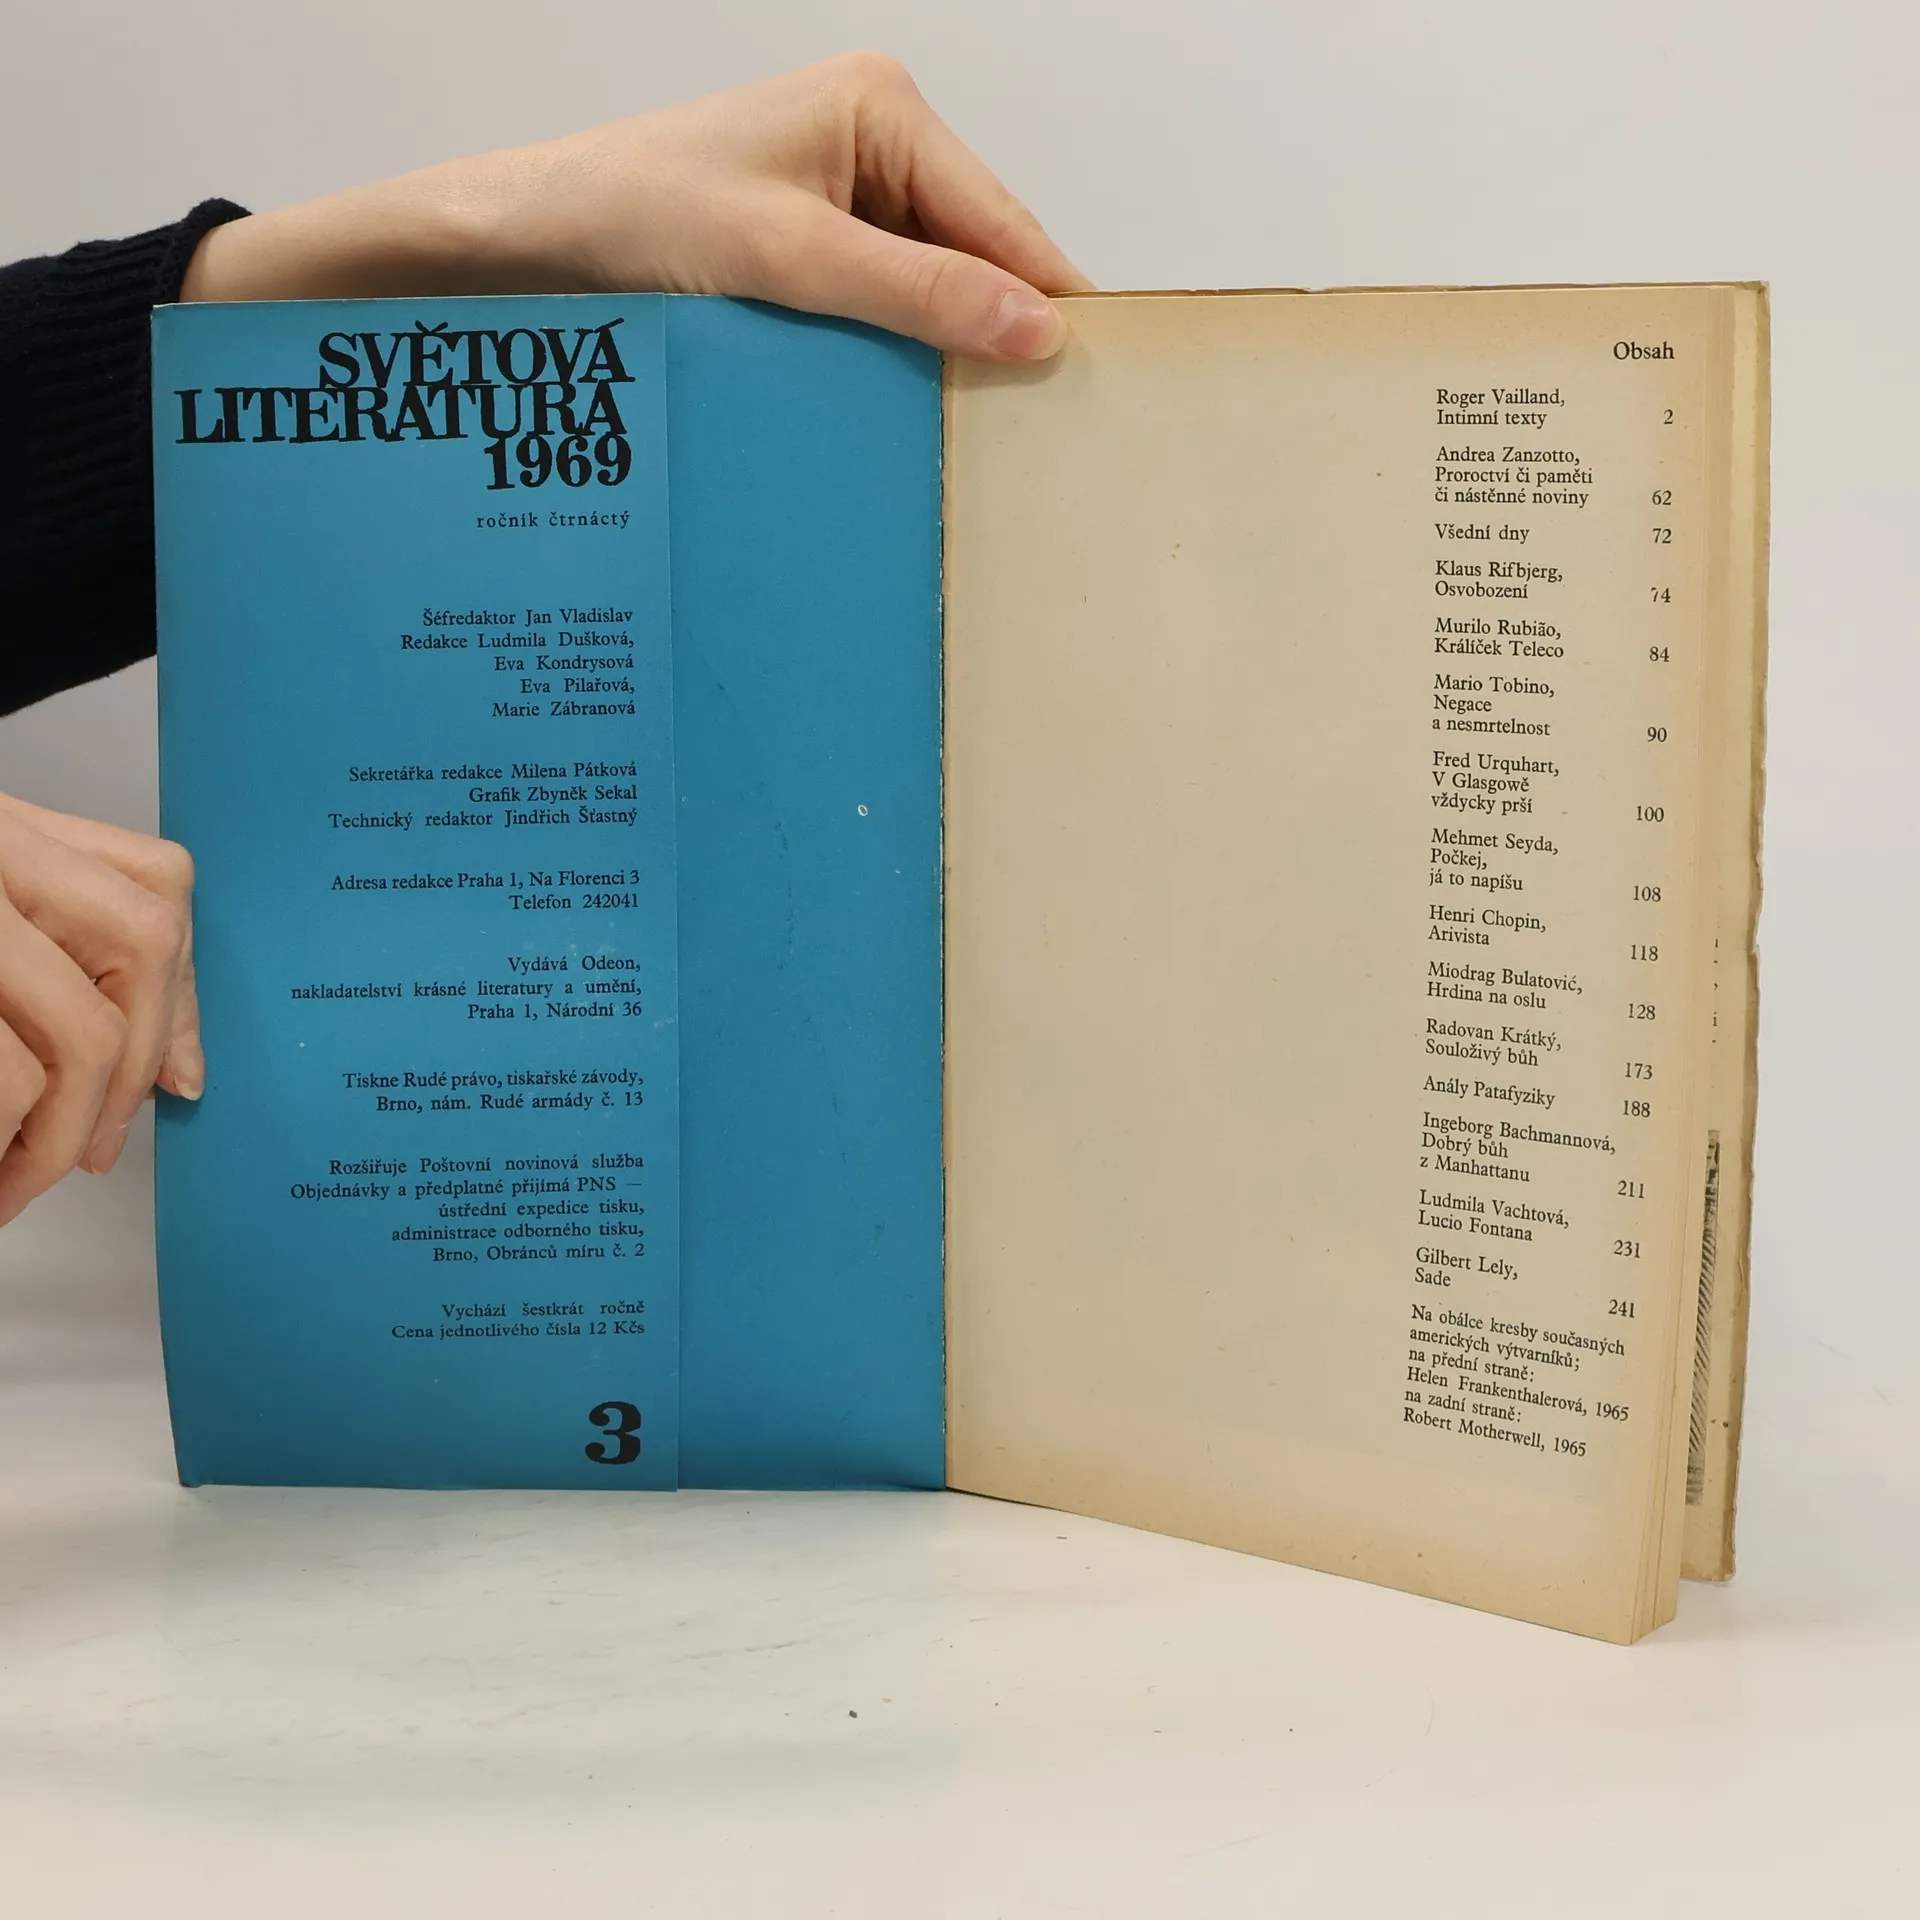 SVĚTOVÁ
LITERATURA
1969
ročník čtrnáctý
Šéfredaktor Jan Vladislav
Redakce Ludmila Dušková,
Eva Kondrysová
Eva Pilařová,
Marie Zábranová
Sekretářka redakce Milena Pátková
Grafik Zbyněk Sekal
Technický redaktor Jindřich Šťastný
Adresa redakce Praha 1, Na Florenci 3
Telefon 242041
Vydává Odeon,
nakladatelství krásné literatury a umění,
Praha 1, Národní 36
Tiskne Rudé právo, tiskařské závody,
Brno, nám. Rudé armády č. 13
Rozšiřuje Poštovní novinová služba
Objednávky a předplatné přijímá PNS —
ústřední expedice tisku,
administrace odborného tisku,
Brno, Obránců míru č. 2
Vychází šestkrát ročně
Cena jednotlivého čísla 12 Kčs
3
Obsah
Roger Vailland,
Intimní texty 2
Andrea Zanzotto,
Proroctví či paměti
či nástěnné noviny 62
Všední dny 72
Klaus Rifbjerg,
Osvobození 74
Murilo Rubião,
Králíček Teleco 84
Mario Tobino,
Negace
a nesmrtelnost 90
Fred Urquhart,
V Glasgowě
vždycky prší 100
Mehmet Seyda,
Počkej,
já to napíšu 108
Henri Chopin,
Arivista 118
Miodrag Bulatović,
Hrdina na oslu 128
Radovan Krátký,
Souloživý bůh 173
Anály Patafyziky 188
Ingeborg Bachmannová,
Dobrý bůh
z Manhattanu 211
Ludmila Vachtová,
Lucio Fontana 231
Gilbert Lely,
Sade 241
Na obálce kresby současných
amerických výtvarníků;
na přední straně:
Helen Frankenthalerová, 1965
na zadní straně:
Robert Motherwell, 1965